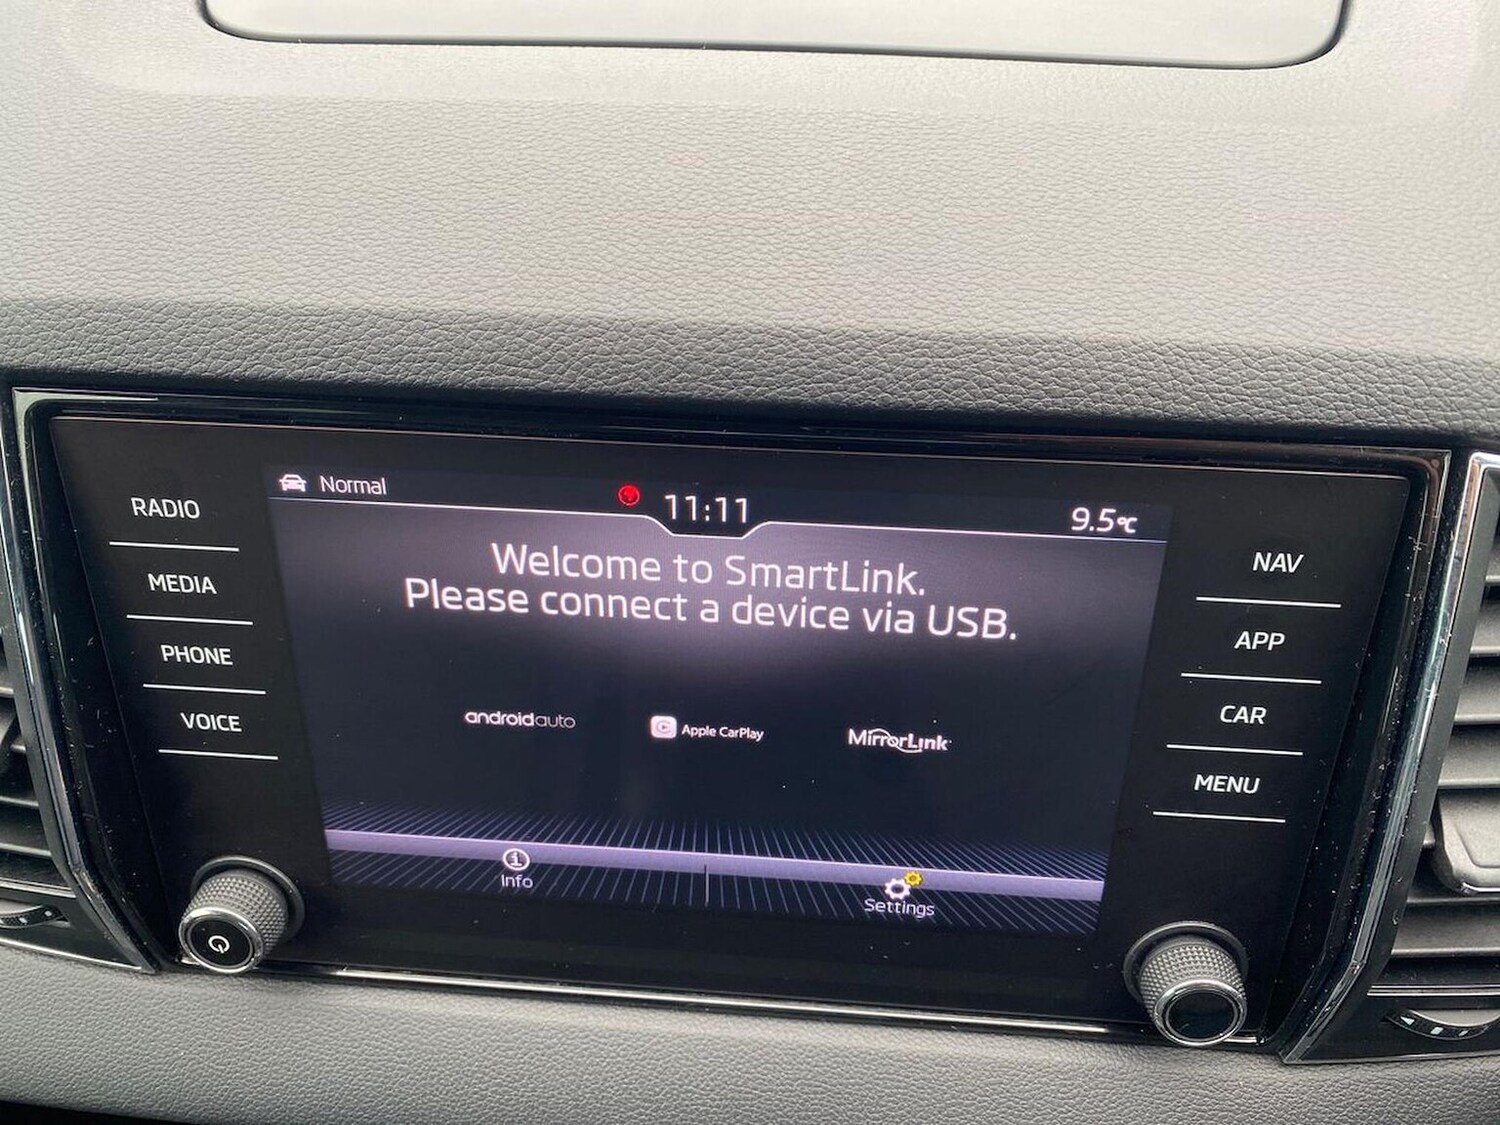 Normal
11:11
9.5°C
RADIO
MEDIA
PHONE
VOICE
Welcome to SmartLink.
Please connect a device via USB.
androidauto
Apple CarPlay
MirrorLink
Info
Settings
NAV
APP
CAR
MENU